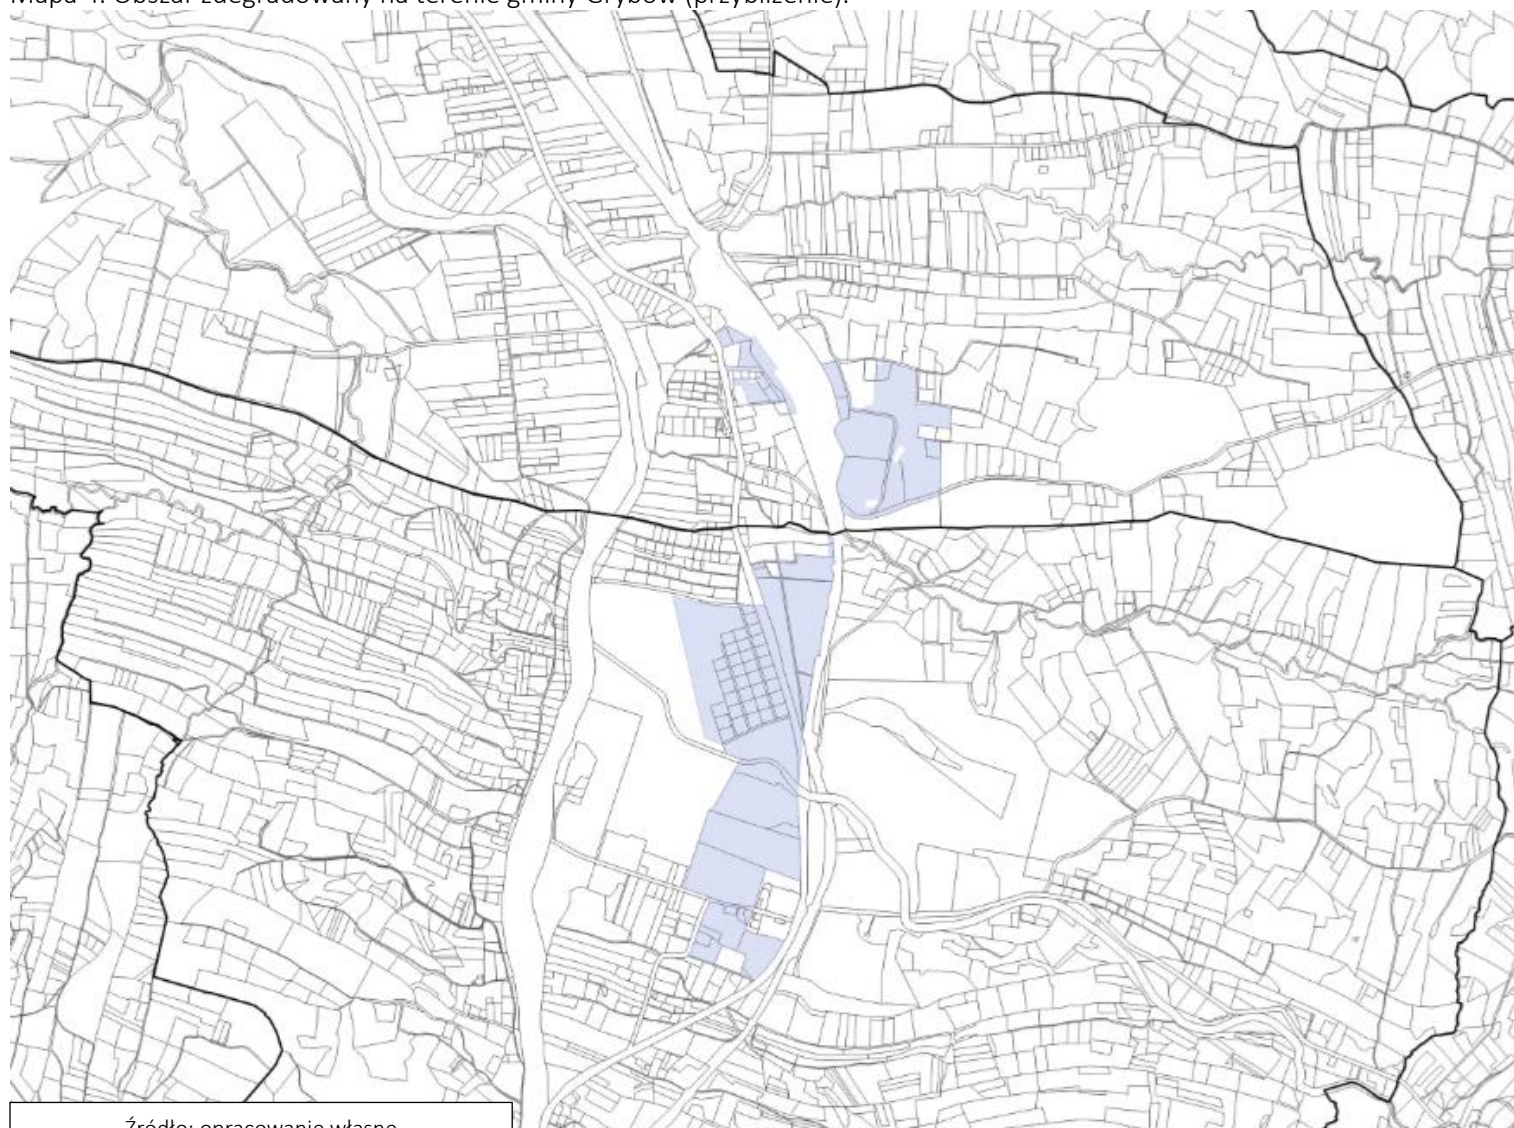 Mapa 4. Obszar zdegradowany na terenie gminy Grybów (przybliżenie).
Źródło: opracowanie własne